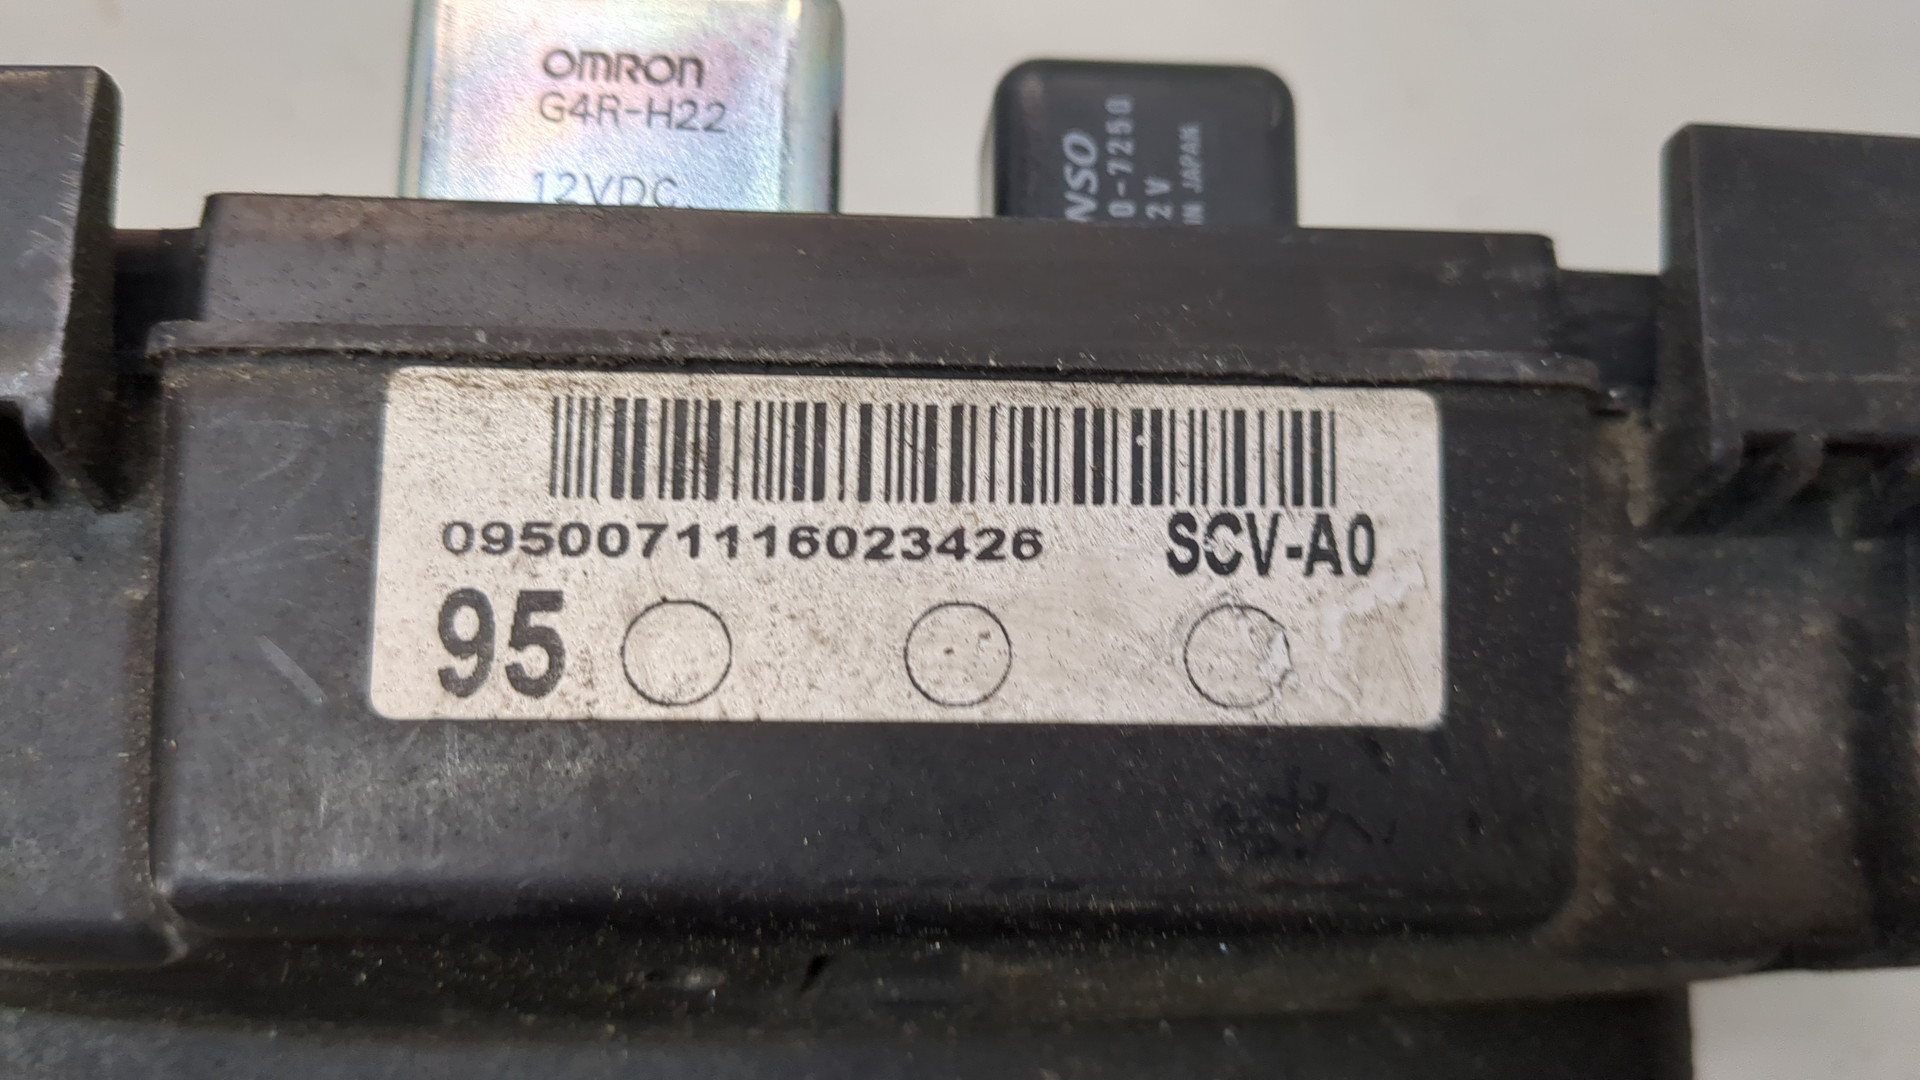 OMRON
G4R-H22
12VDC
NSO
0-7250
2V
IN JAPAN
0950071116023426 SCV-A0
95